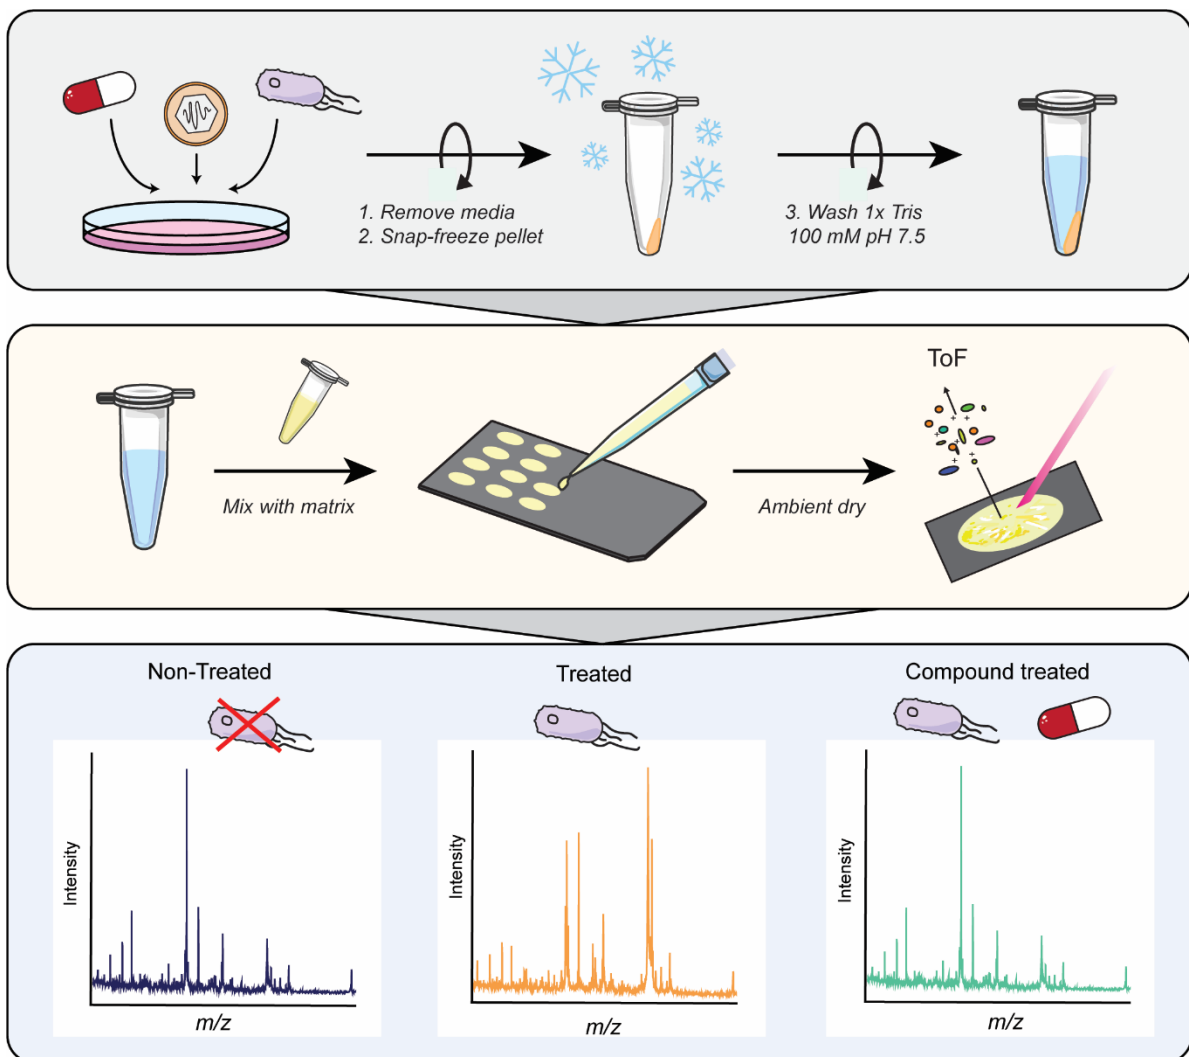 1. Remove media
2. Snap-freeze pellet
3. Wash 1x Tris
100 mM pH 7.5
ToF
Mix with matrix
Ambient dry
Non-Treated
Treated
Compound treated
Intensity
Intensity
Intensity
m/z
m/z
m/z